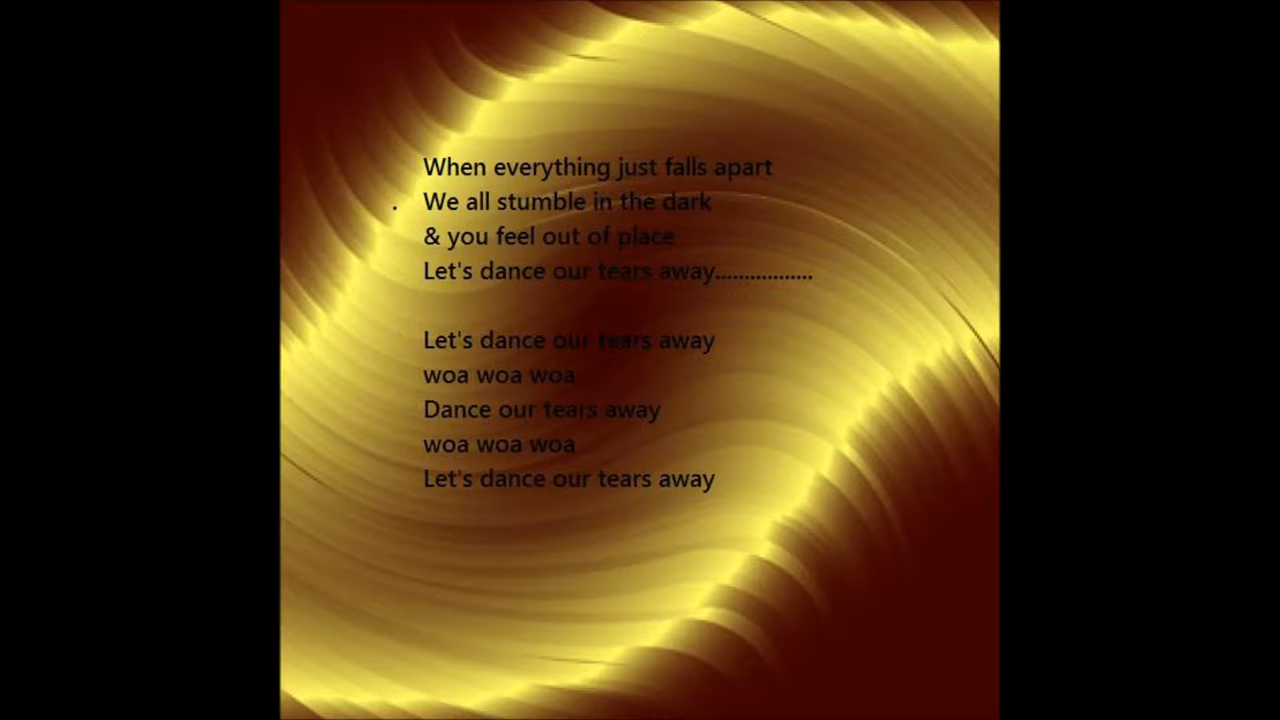 When everything just falls apart
. We all stumble in the dark
& you feel out of place
Let's dance our tears away.................
Let's dance our tears away
woa woa woa
Dance our tears away
woa woa woa
Let's dance our tears away